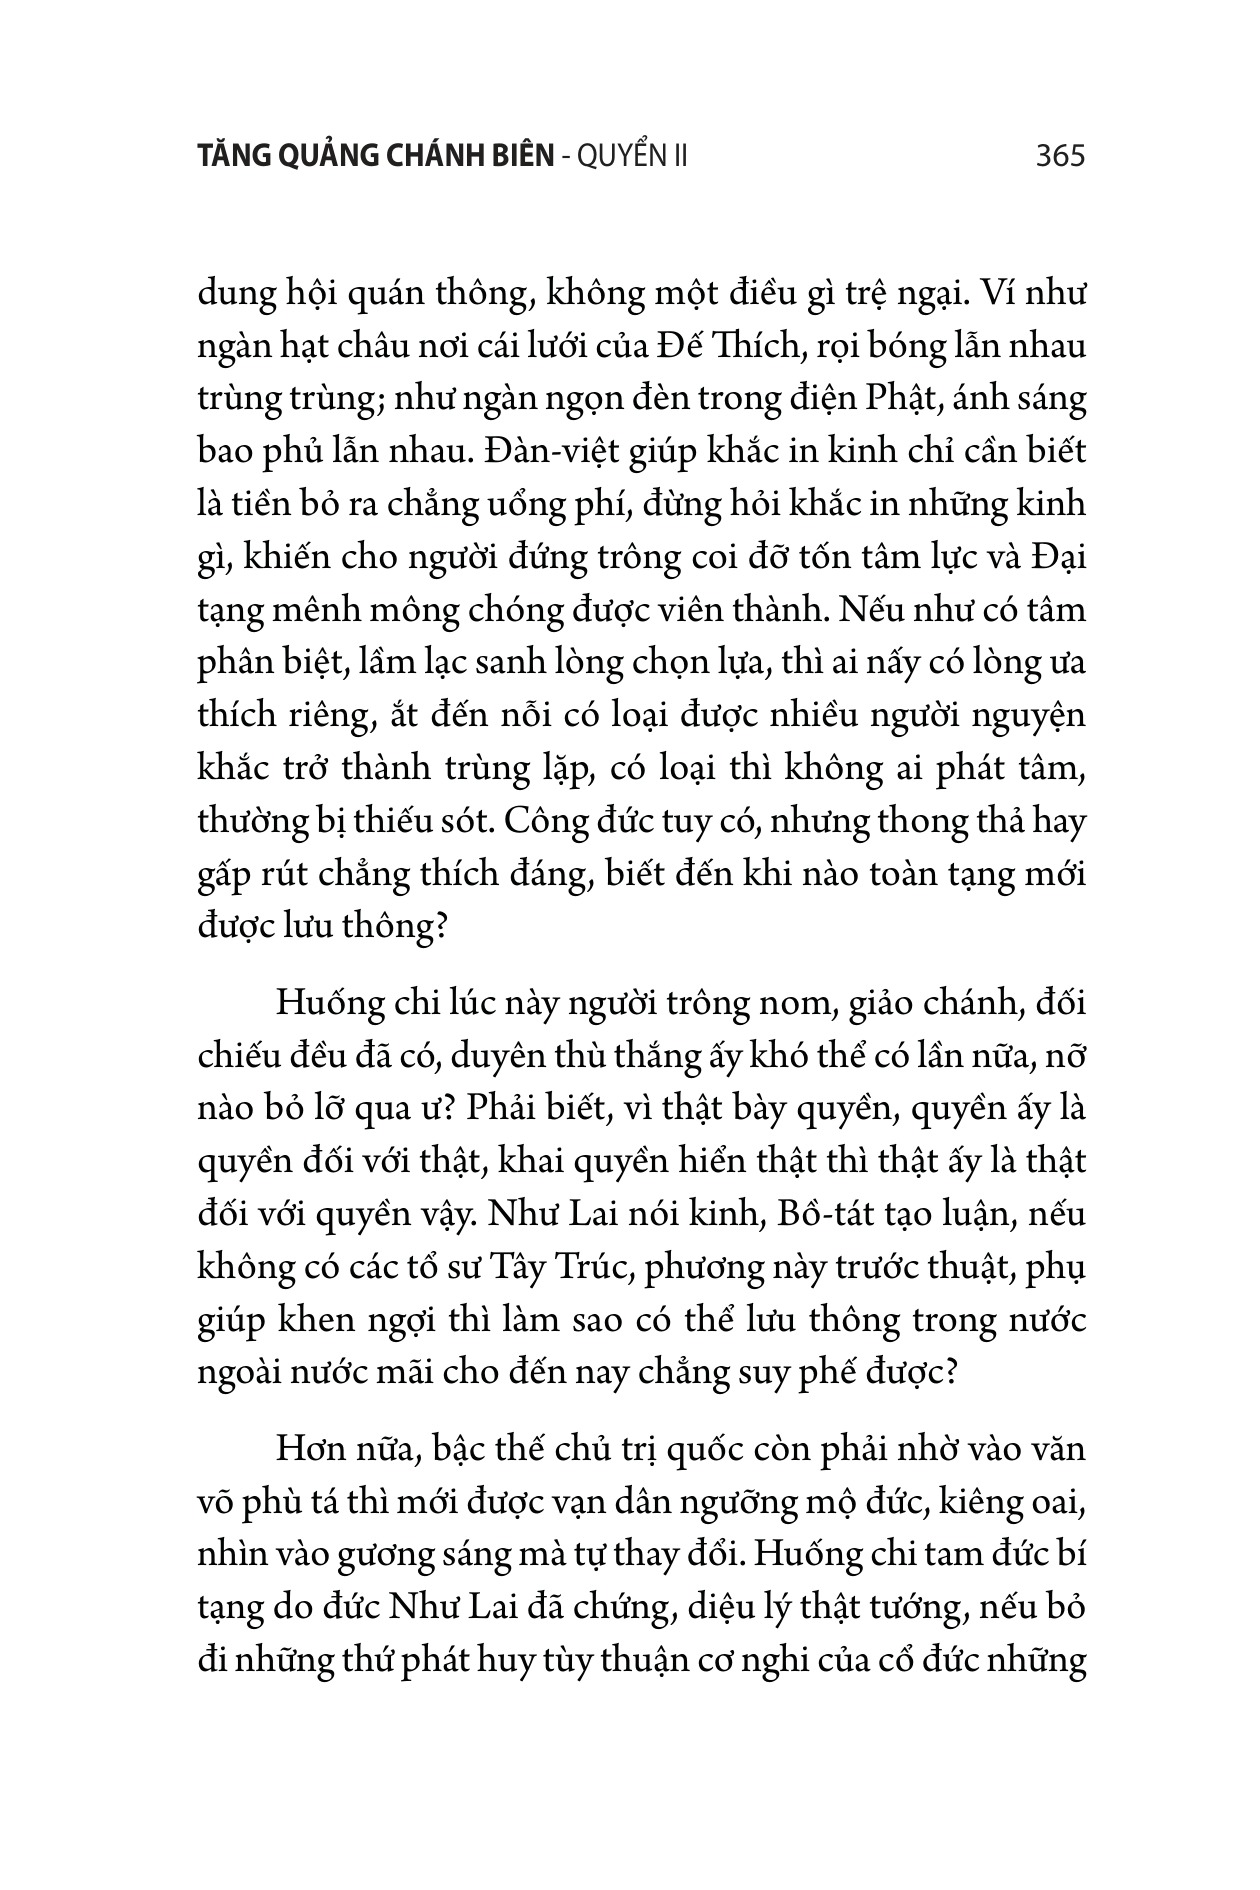 TĂNG QUẢNG CHÁNH BIÊN - QUYỂN II 365
dung hội quán thông, không một điều gì trệ ngại. Ví như
ngàn hạt châu nơi cái lưới của Đế Thích, rọi bóng lẫn nhau
trùng trùng; như ngàn ngọn đèn trong điện Phật, ánh sáng
bao phủ lẫn nhau. Đàn-việt giúp khắc in kinh chỉ cần biết
là tiền bỏ ra chẳng uổng phí, đừng hỏi khắc in những kinh
gì, khiến cho người đứng trông coi đỡ tốn tâm lực và Đại
tạng mênh mông chóng được viên thành. Nếu như có tâm
phân biệt, lầm lạc sanh lòng chọn lựa, thì ai nấy có lòng ưa
thích riêng, ắt đến nỗi có loại được nhiều người nguyện
khắc trở thành trùng lặp, có loại thì không ai phát tâm,
thường bị thiếu sót. Công đức tuy có, nhưng thong thả hay
gấp rút chẳng thích đáng, biết đến khi nào toàn tạng mới
được lưu thông?
Huống chi lúc này người trông nom, giảo chánh, đối
chiếu đều đã có, duyên thù thắng ấy khó thể có lần nữa, nỡ
nào bỏ lỡ qua ư? Phải biết, vì thật bày quyền, quyền ấy là
quyền đối với thật, khai quyền hiển thật thì thật ấy là thật
đối với quyền vậy. Như Lai nói kinh, Bồ-tát tạo luận, nếu
không có các tổ sư Tây Trúc, phương này trước thuật, phụ
giúp khen ngợi thì làm sao có thể lưu thông trong nước
ngoài nước mãi cho đến nay chẳng suy phế được?
Hơn nữa, bậc thế chủ trị quốc còn phải nhờ vào văn
võ phù tá thì mới được vạn dân ngưỡng mộ đức, kiêng oai,
nhìn vào gương sáng mà tự thay đổi. Huống chi tam đức bí
tạng do đức Như Lai đã chứng, diệu lý thật tướng, nếu bỏ
đi những thứ phát huy tùy thuận cơ nghi của cổ đức những